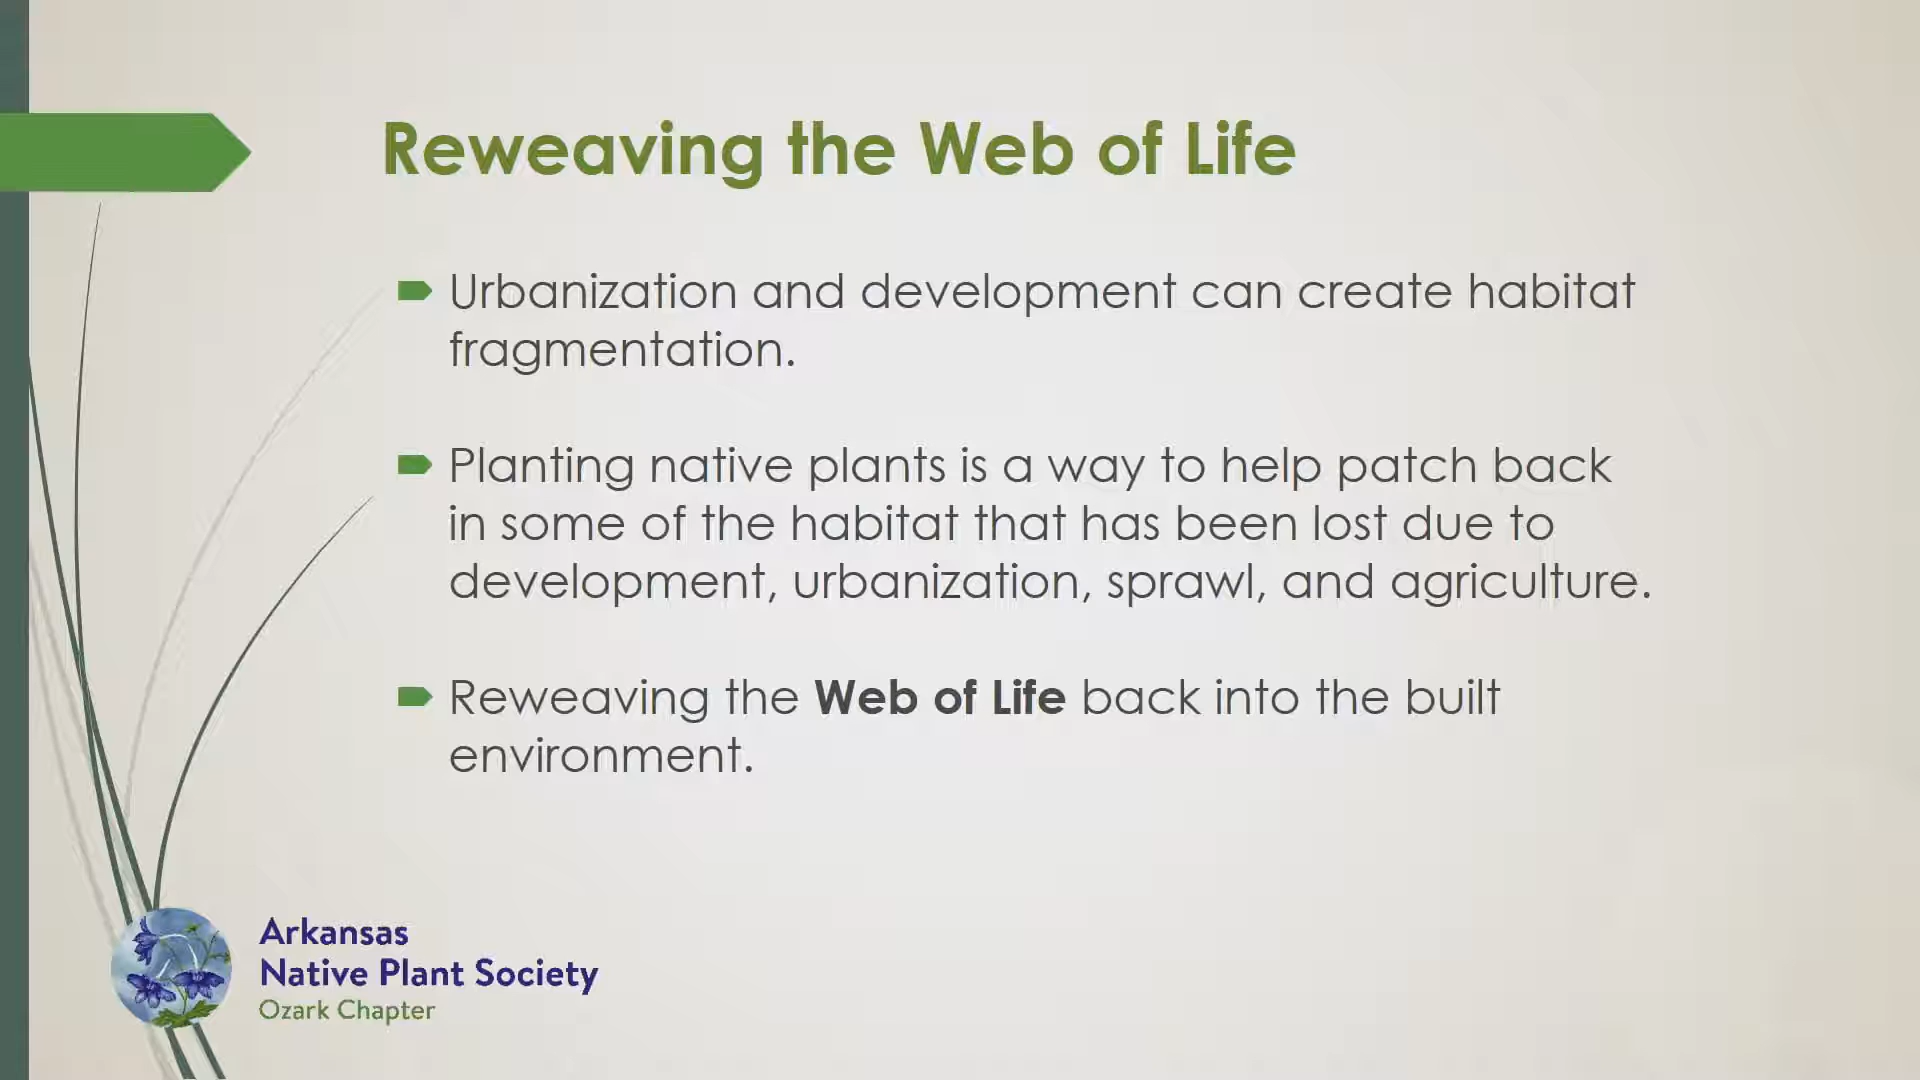 Reweaving the Web of Life
Urbanization and development can create habitat
fragmentation.
Planting native plants is a way to help patch back
in some of the habitat that has been lost due to
development, urbanization, sprawl, and agriculture.
Reweaving the Web of Life back into the built
environment.
Arkansas
Native Plant Society
Ozark Chapter